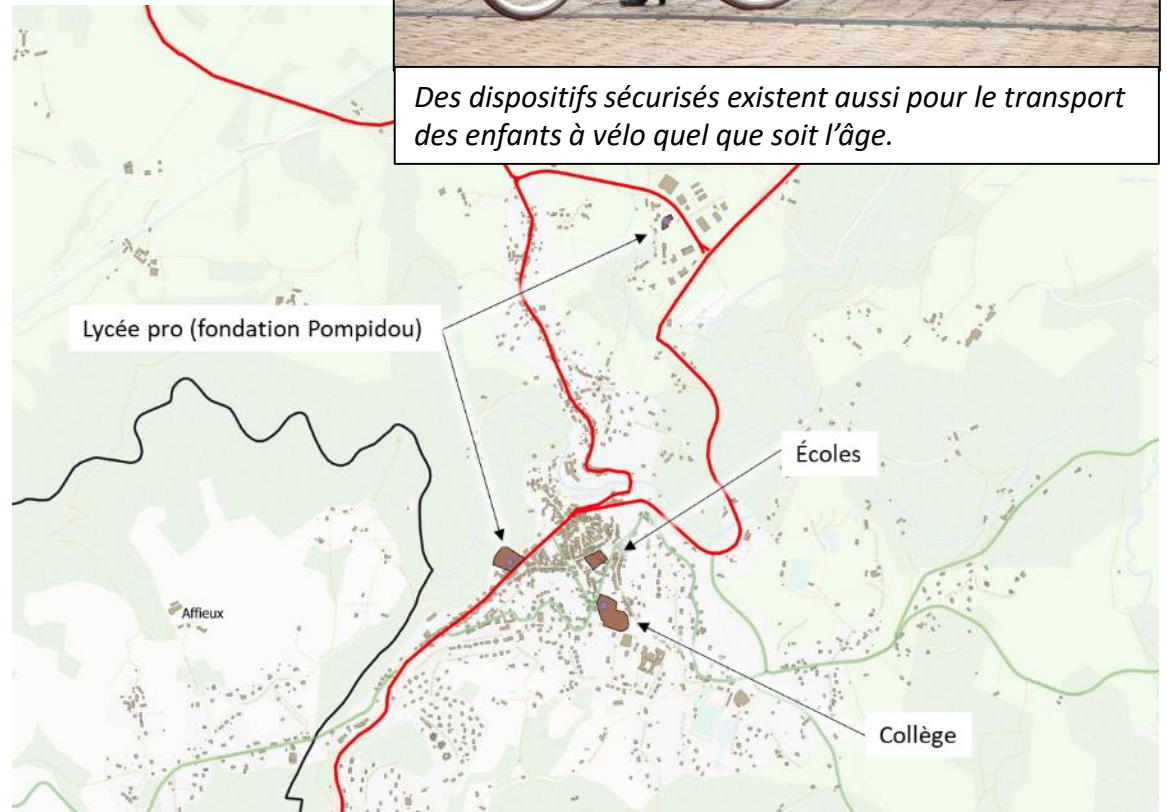 Des dispositifs sécurisés existent aussi pour le transport
des enfants à vélo quel que soit l’âge.
Lycée pro (fondation Pompidou)
Écoles
Affieux
Collège